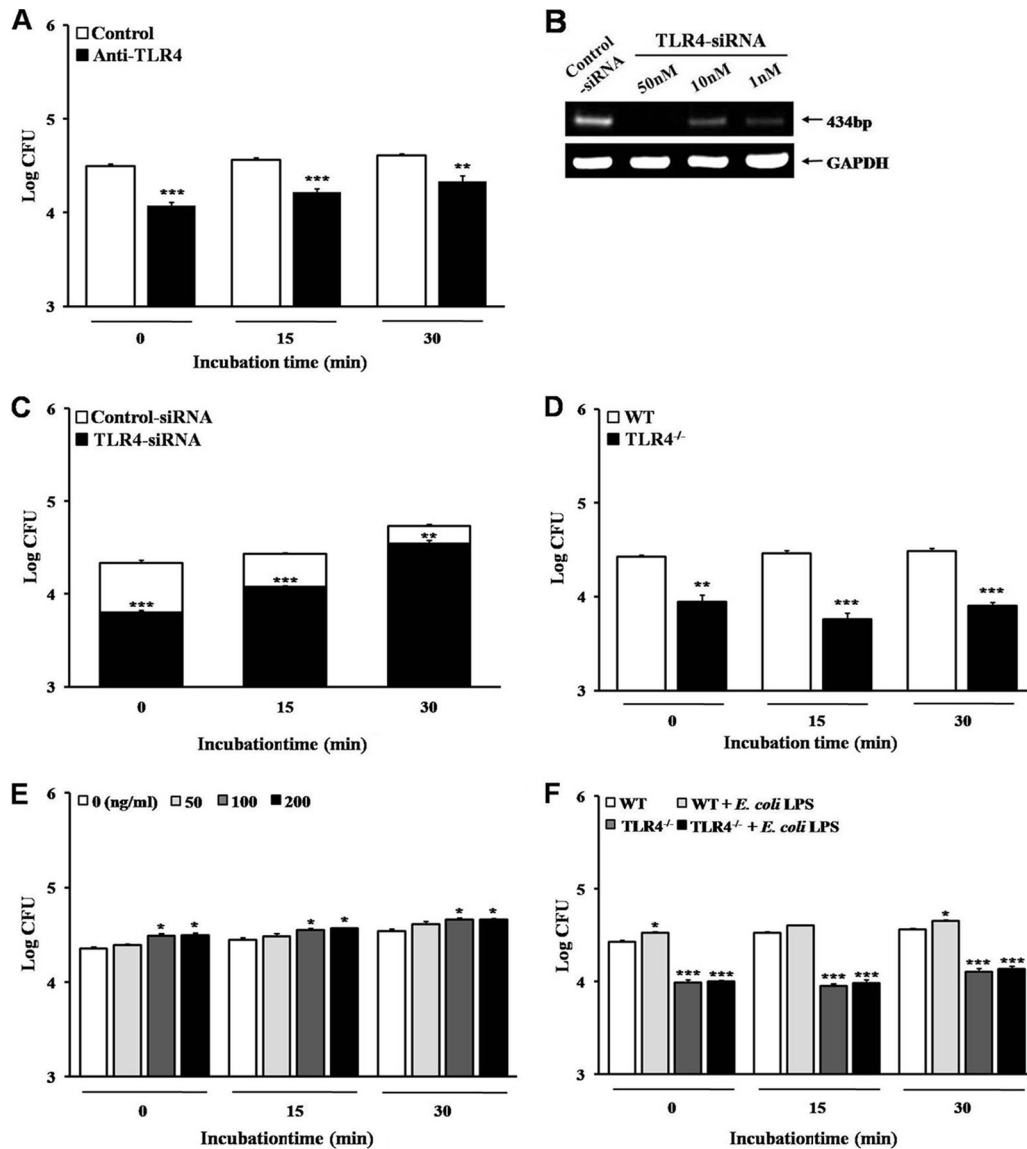 A
6
5
4
3
Log CFU
Control
Anti-TLR4
***
***
**
0
15
30
Incubation time (min)
B
Control
-siRNA
TLR4-siRNA
50nM
10nM
1nM
434bp
GAPDH
C
6
5
4
3
Log CFU
Control-siRNA
TLR4-siRNA
***
***
**
0
15
30
Incubationtime (min)
D
6
5
4
3
Log CFU
WT
TLR4-/-
**
***
***
0
15
30
Incubation time (min)
E
6
5
4
3
Log CFU
0 (ng/ml) 50 100 200
* *
* *
* *
0
15
30
Incubationtime (min)
F
6
5
4
3
Log CFU
WT WT + E. coli LPS
TLR4-/- TLR4-/- + E. coli LPS
* *** ***
*** ***
* *** ***
0
15
30
Incubationtime (min)